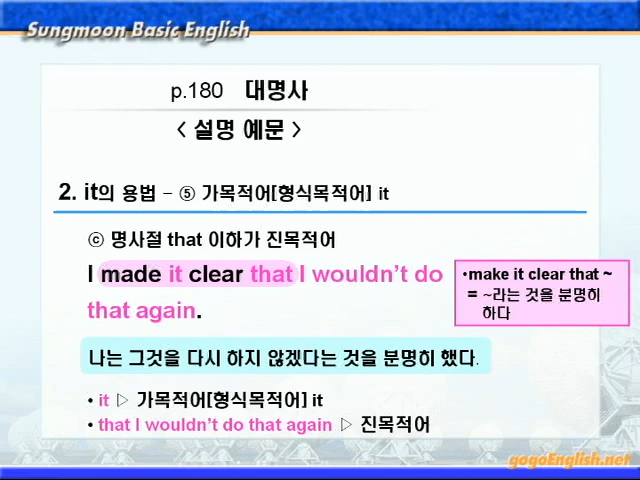 Sungmoon Basic English
p.180 대명사
< 설명 예문 >
2. it의 용법 – ⑤ 가목적어[형식목적어] it
ⓒ 명사절 that 이하가 진목적어
I made it clear that I wouldn't do
that again.
•make it clear that ~
= ~라는 것을 분명히
하다
나는 그것을 다시 하지 않겠다는 것을 분명히 했다.
• it ▷ 가목적어[형식목적어] it
• that I wouldn't do that again ▷ 진목적어
gogoEnglish.net